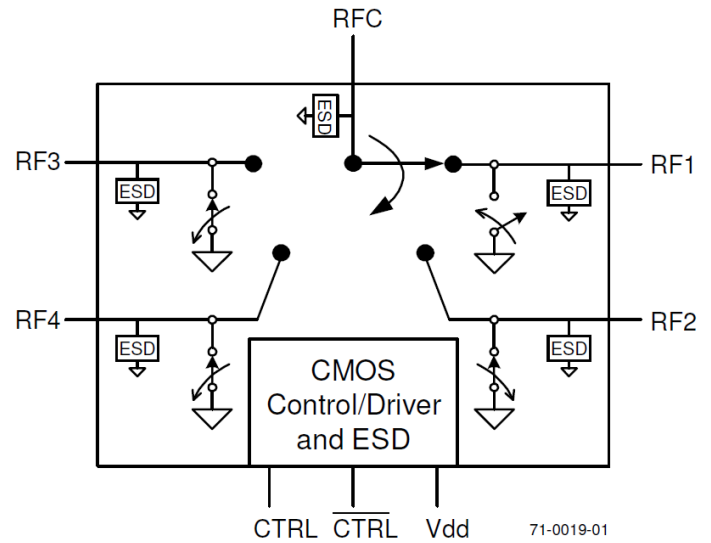 RFC
ESD
RF3
RF1
ESD
ESD
RF4
RF2
ESD
ESD
CMOS
Control/Driver
and ESD
CTRL
CTRL
Vdd
71-0019-01